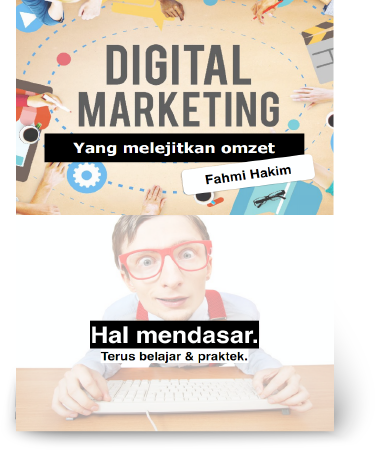 DIGITAL
MARKETING
Yang melejitkan omzet
Fahmi Hakim
Hal mendasar.
Terus belajar & praktek.